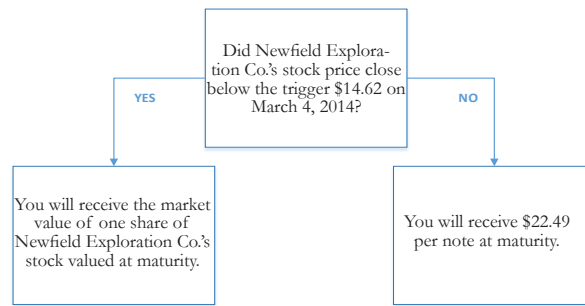 Did Newfield Explora-
tion Co.'s stock price close
below the trigger $14.62 on
March 4, 2014?
YES
NO
You will receive the market
value of one share of
Newfield Exploration Co.'s
stock valued at maturity.
You will receive $22.49
per note at maturity.